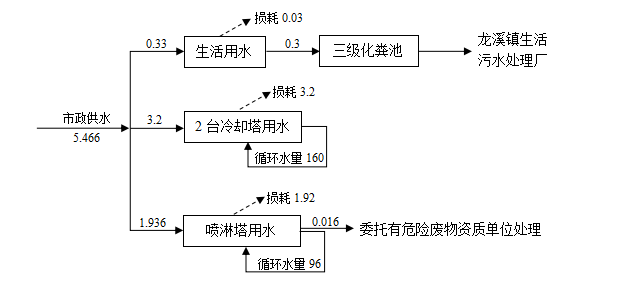 损耗 0.03
0.33
生活用水
0.3
三级化粪池
龙溪镇生活
污水处理厂
市政供水
5.466
损耗 3.2
3.2
2 台冷却塔用水
循环水量 160
损耗 1.92
1.936
喷淋塔用水
0.016
委托有危险废物资质单位处理
循环水量 96